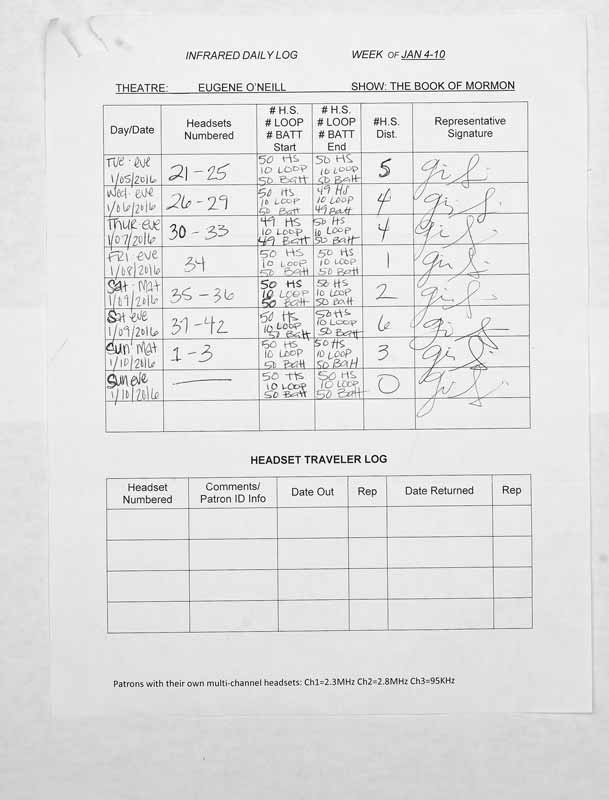 INFRARED DAILY LOG WEEK OF JAN 4-10
THEATRE: EUGENE O'NEILL SHOW: THE BOOK OF MORMON
Day/Date Headsets Numbered # H.S. # LOOP # BATT Start # H.S. # LOOP # BATT End #H.S. Dist. Representative Signature
Tue · eve 1/05/2016 21-25 50 HS 10 LOOP 50 Batt 50 HS 10 LOOP 50 Batt 5
Wed · eve 1/06/2016 26-29 50 HS 10 LOOP 50 Batt 49 HS 10 LOOP 49 Batt 4
Thur · eve 1/07/2016 30-33 49 HS 10 LOOP 49 Batt 50 HS 10 LOOP 50 Batt 4
FRI · eve 1/08/2016 34 50 HS 10 LOOP 50 Batt 50 HS 10 LOOP 50 Batt 1
Sat · Mat 1/09/2016 35-36 50 HS 10 LOOP 50 Batt 50 HS 10 LOOP 50 Batt 2
Sat eve 1/09/2016 37-42 50 HS 10 LOOP 50 Batt 50 HS 10 LOOP 50 Batt 6
Sun Mat 1/10/2016 1-3 50 HS 10 LOOP 50 Batt 50 HS 10 LOOP 50 Batt 3
Sun eve 1/10/2016 — 50 HS 10 LOOP 50 Batt 50 HS 10 LOOP 50 Batt 0
HEADSET TRAVELER LOG
Headset Numbered Comments/ Patron ID Info Date Out Rep Date Returned Rep
Patrons with their own multi-channel headsets: Ch1=2.3MHz Ch2=2.8MHz Ch3=95KHz